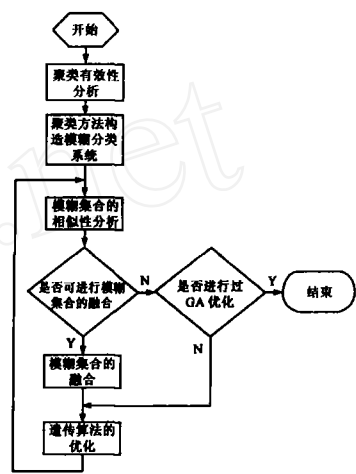 开始
聚类有效性
分析
聚类方法构
造模糊分类
系统
模糊集合的
相似性分析
是否可进行模糊
集合的融合
N
是否进行过
GA 优化
Y
结束
Y
N
模糊集合的
融合
遗传算法的
优化
.net